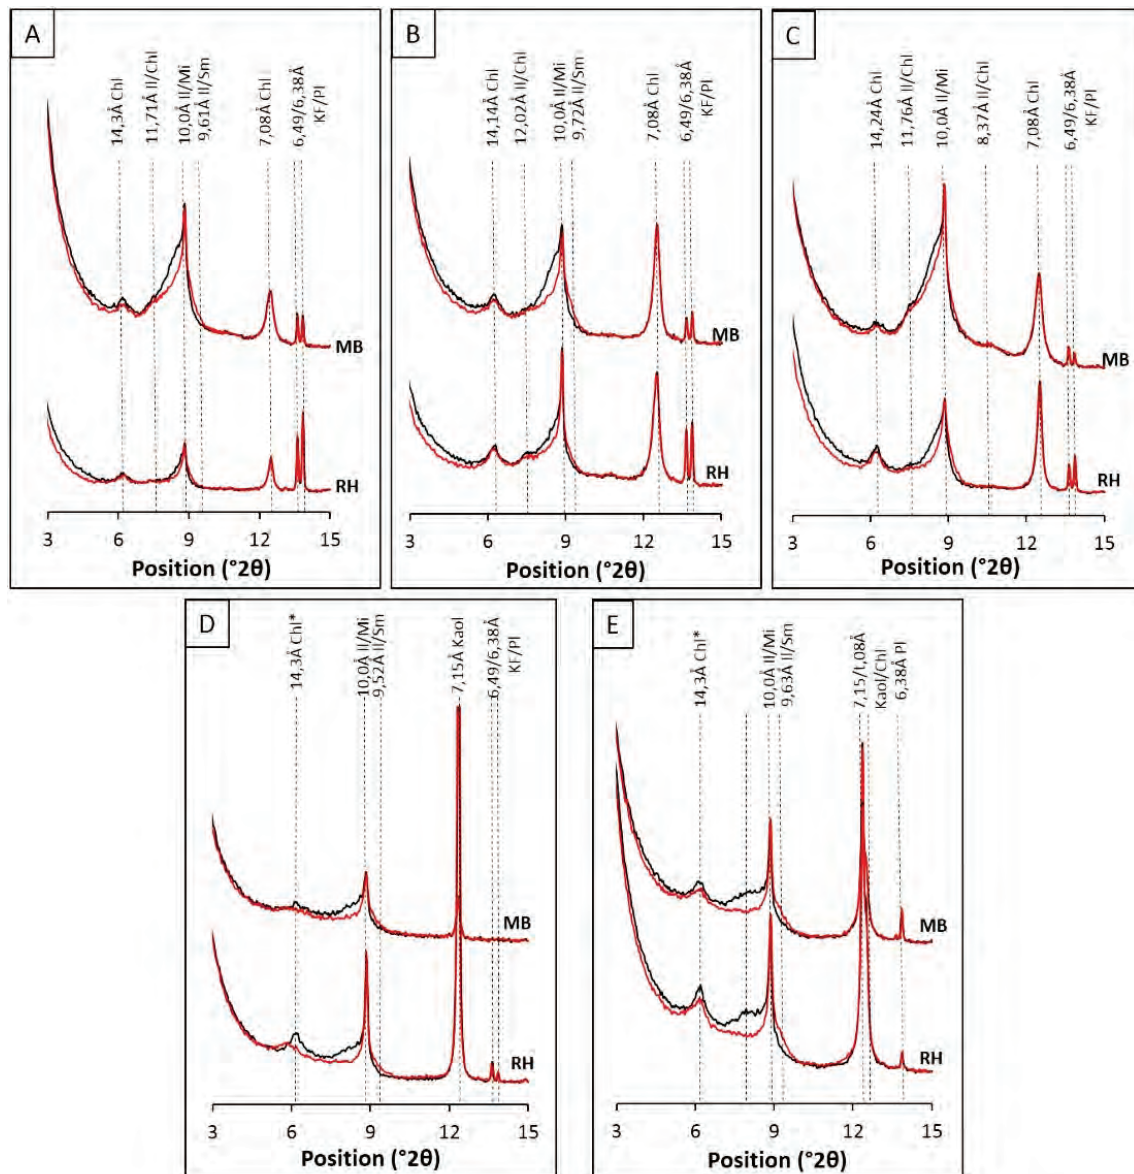 A
14,3Å Chl
11,71Å Il/Chl
10,0Å Il/Mi
9,61Å Il/Sm
7,08Å Chl
6,49/6,38Å
KF/Pl
MB
RH
3 6 9 12 15
Position (°2θ)
B
14,14Å Chl
12,02Å Il/Chl
10,0Å Il/Mi
9,72Å Il/Sm
7,08Å Chl
6,49/6,38Å
KF/Pl
MB
RH
3 6 9 12 15
Position (°2θ)
C
14,24Å Chl
11,76Å Il/Chl
10,0Å Il/Mi
8,37Å Il/Chl
7,08Å Chl
6,49/6,38Å
KF/Pl
MB
RH
3 6 9 12 15
Position (°2θ)
D
14,3Å Chl*
10,0Å Il/Mi
9,52Å Il/Sm
7,15Å Kaol
6,49/6,38Å
KF/Pl
MB
RH
3 6 9 12 15
Position (°2θ)
E
14,3Å Chl*
10,0Å Il/Mi
9,63Å Il/Sm
7,15/t,08Å
Kaol/Chl
6,38Å Pl
MB
RH
3 6 9 12 15
Position (°2θ)